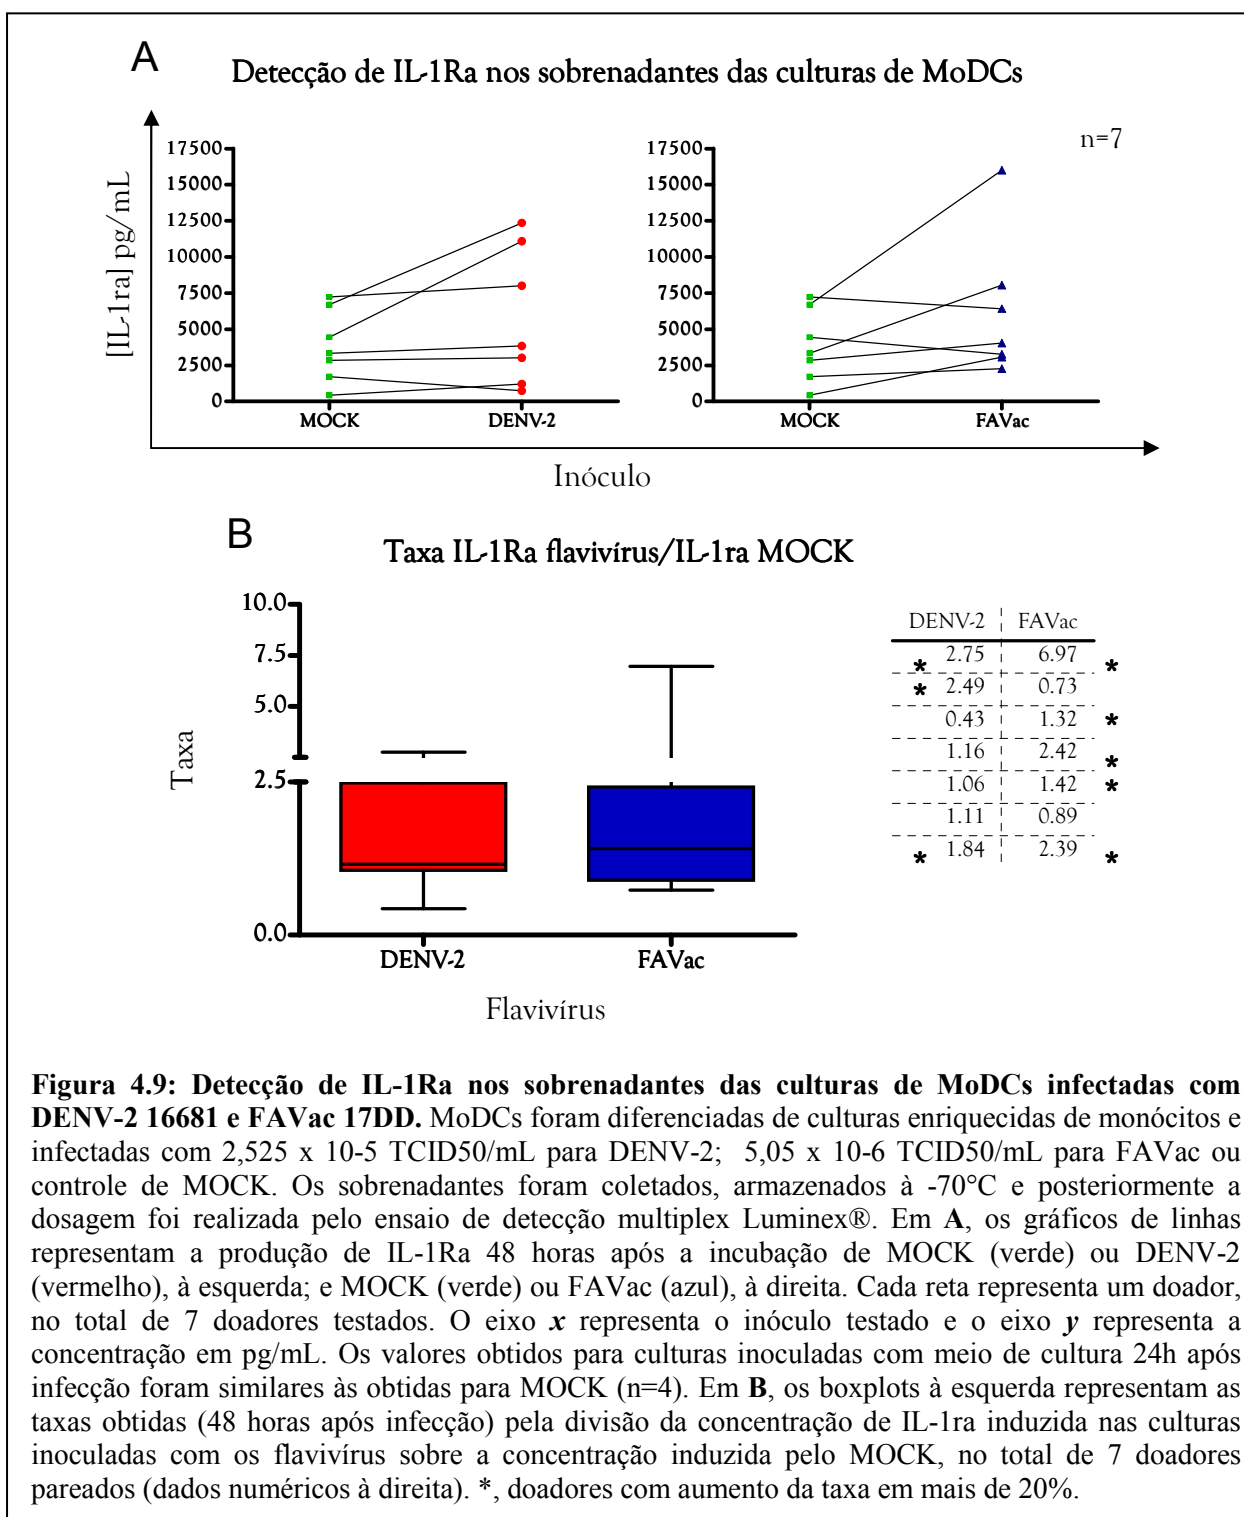 A
Detecção de IL-1Ra nos sobrenadantes das culturas de MoDCs
n=7
[IL-1ra] pg/mL
17500
15000
12500
10000
7500
5000
2500
0
MOCK
DENV-2
17500
15000
12500
10000
7500
5000
2500
0
MOCK
FAVac
Inóculo
B
Taxa IL-1Ra flavivírus/IL-1ra MOCK
Taxa
10.0
7.5
5.0
2.5
0.0
DENV-2
FAVac
Flavivírus
DENV-2 FAVac
* 2.75 6.97 *
* 2.49 0.73
0.43 1.32 *
1.16 2.42 *
1.06 1.42 *
1.11 0.89
* 1.84 2.39 *
Figura 4.9: Detecção de IL-1Ra nos sobrenadantes das culturas de MoDCs infectadas com
DENV-2 16681 e FAVac 17DD. MoDCs foram diferenciadas de culturas enriquecidas de monócitos e
infectadas com 2,525 x 10-5 TCID50/mL para DENV-2; 5,05 x 10-6 TCID50/mL para FAVac ou
controle de MOCK. Os sobrenadantes foram coletados, armazenados à -70°C e posteriormente a
dosagem foi realizada pelo ensaio de detecção multiplex Luminex®. Em A, os gráficos de linhas
representam a produção de IL-1Ra 48 horas após a incubação de MOCK (verde) ou DENV-2
(vermelho), à esquerda; e MOCK (verde) ou FAVac (azul), à direita. Cada reta representa um doador,
no total de 7 doadores testados. O eixo x representa o inóculo testado e o eixo y representa a
concentração em pg/mL. Os valores obtidos para culturas inoculadas com meio de cultura 24h após
infecção foram similares às obtidas para MOCK (n=4). Em B, os boxplots à esquerda representam as
taxas obtidas (48 horas após infecção) pela divisão da concentração de IL-1ra induzida nas culturas
inoculadas com os flavivírus sobre a concentração induzida pelo MOCK, no total de 7 doadores
pareados (dados numéricos à direita). *, doadores com aumento da taxa em mais de 20%.